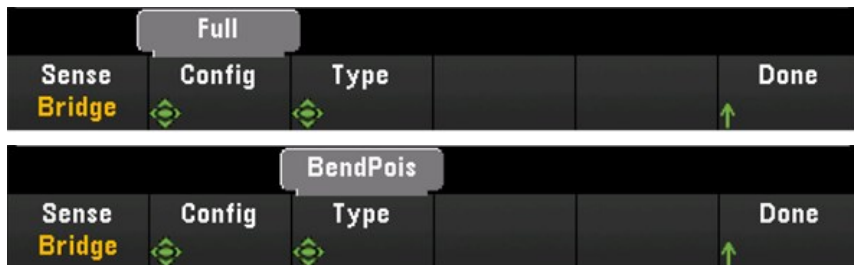 Full
Sense Config Type Done
Bridge
BendPois
Sense Config Type Done
Bridge